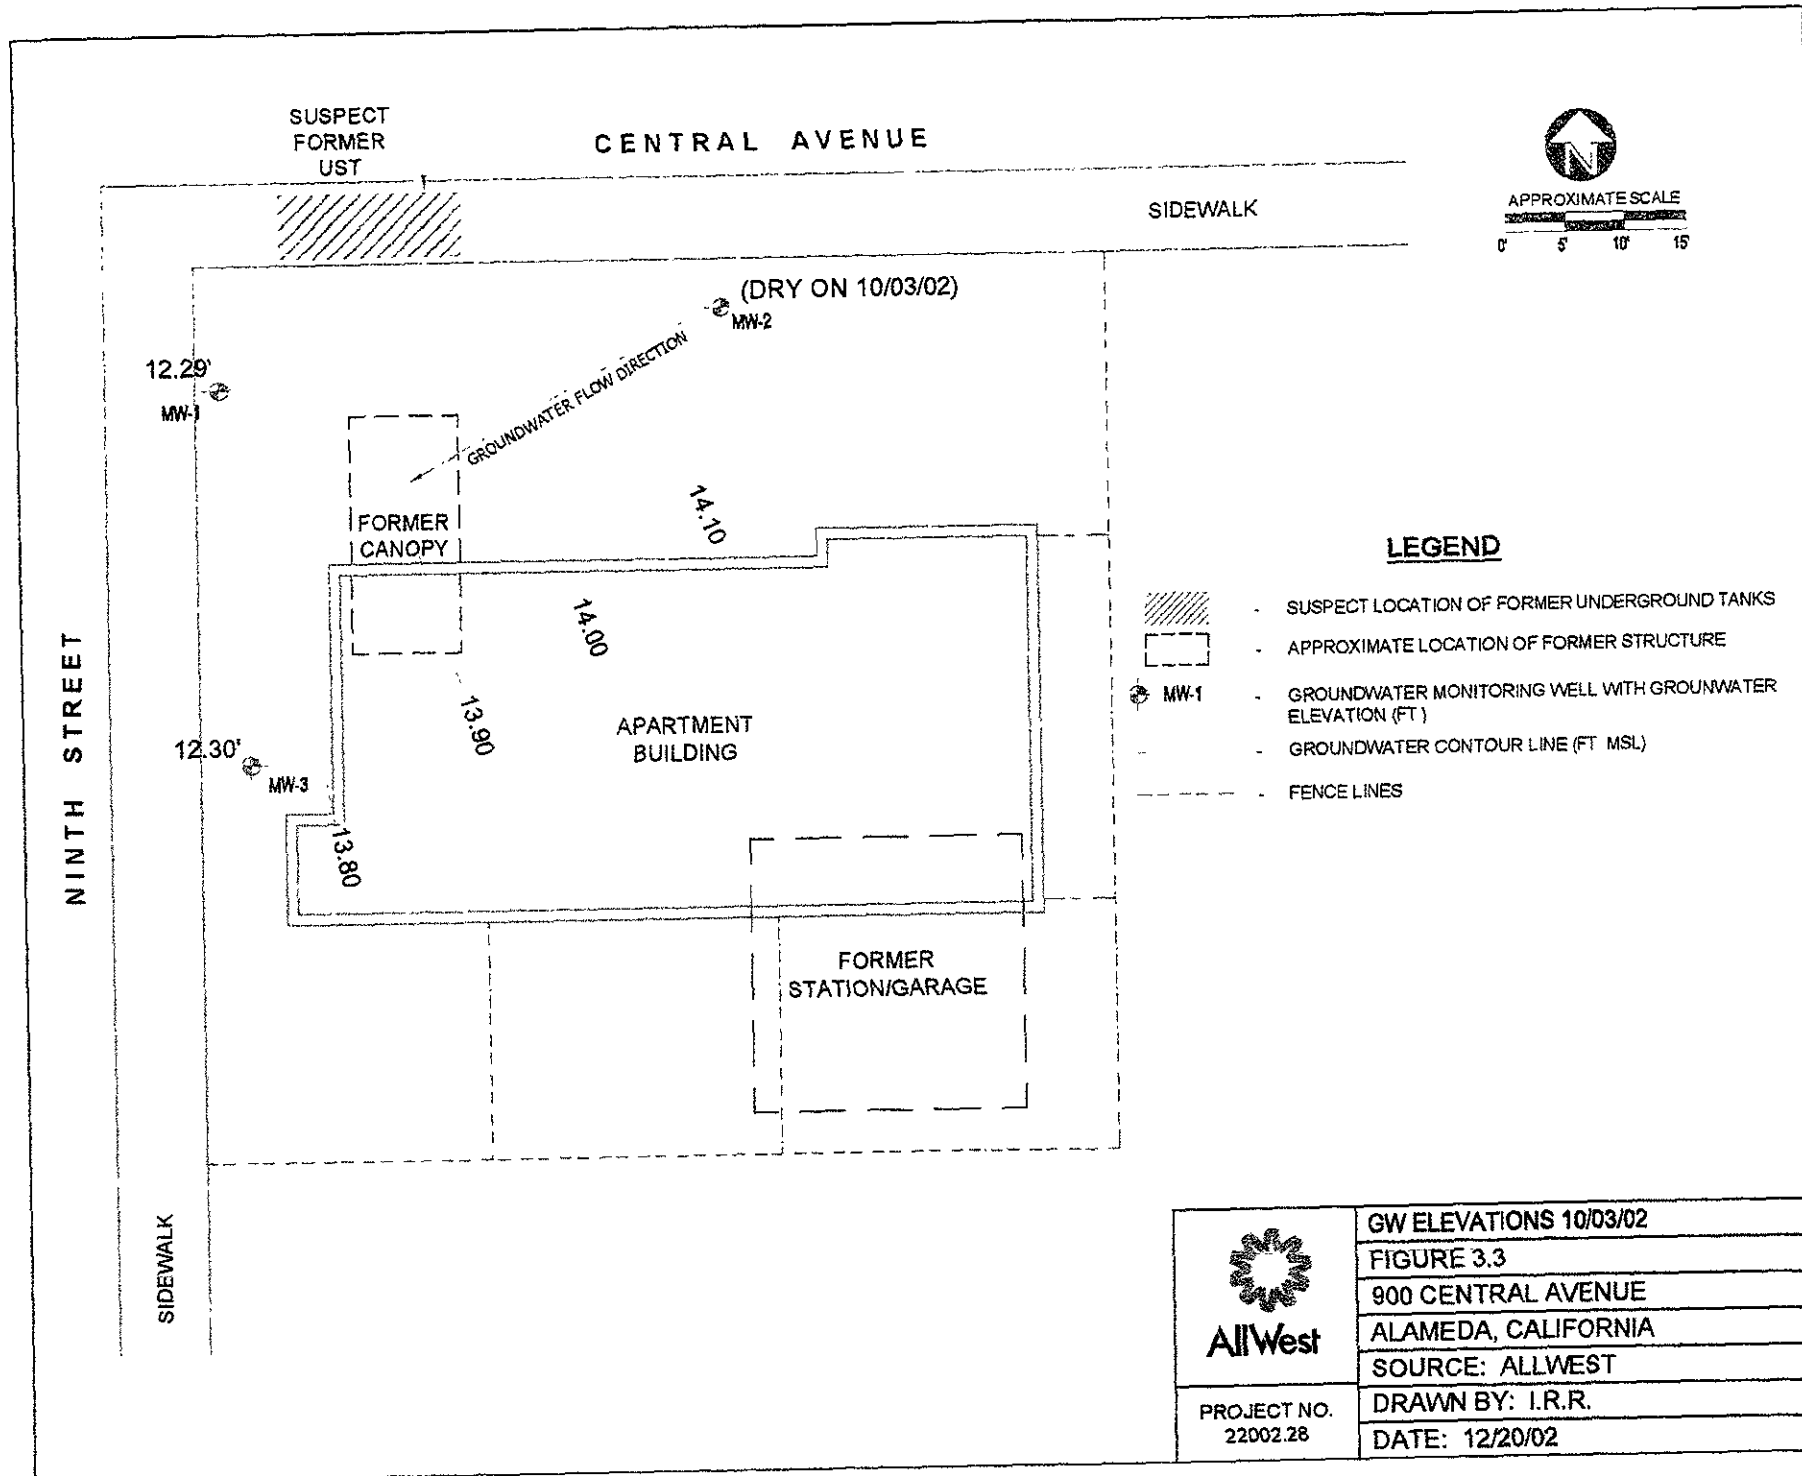 SUSPECT
FORMER
UST
CENTRAL AVENUE
N
APPROXIMATE SCALE
0' 5' 10' 15'
SIDEWALK
(DRY ON 10/03/02)
MW-2
12.29'
MW-1
GROUNDWATER FLOW DIRECTION
14.10
FORMER
CANOPY
14.00
13.90
APARTMENT
BUILDING
NINTH STREET
12.30'
MW-3
13.80
FORMER
STATION/GARAGE
SIDEWALK
LEGEND
- SUSPECT LOCATION OF FORMER UNDERGROUND TANKS
- APPROXIMATE LOCATION OF FORMER STRUCTURE
MW-1 - GROUNDWATER MONITORING WELL WITH GROUNWATER
ELEVATION (FT)
- GROUNDWATER CONTOUR LINE (FT MSL)
- FENCE LINES
AllWest
PROJECT NO.
22002.28
GW ELEVATIONS 10/03/02
FIGURE 3.3
900 CENTRAL AVENUE
ALAMEDA, CALIFORNIA
SOURCE: ALLWEST
DRAWN BY: I.R.R.
DATE: 12/20/02